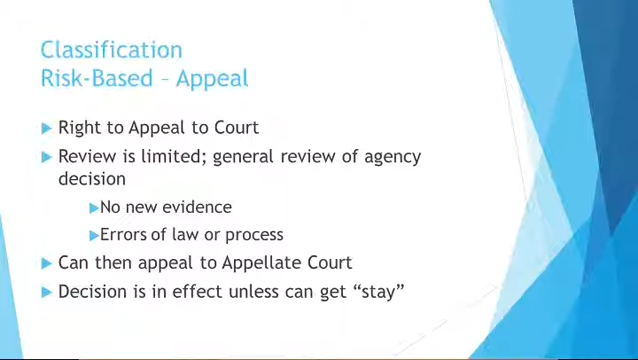 Classification
Risk-Based – Appeal
Right to Appeal to Court
Review is limited; general review of agency
decision
No new evidence
Errors of law or process
Can then appeal to Appellate Court
Decision is in effect unless can get “stay”